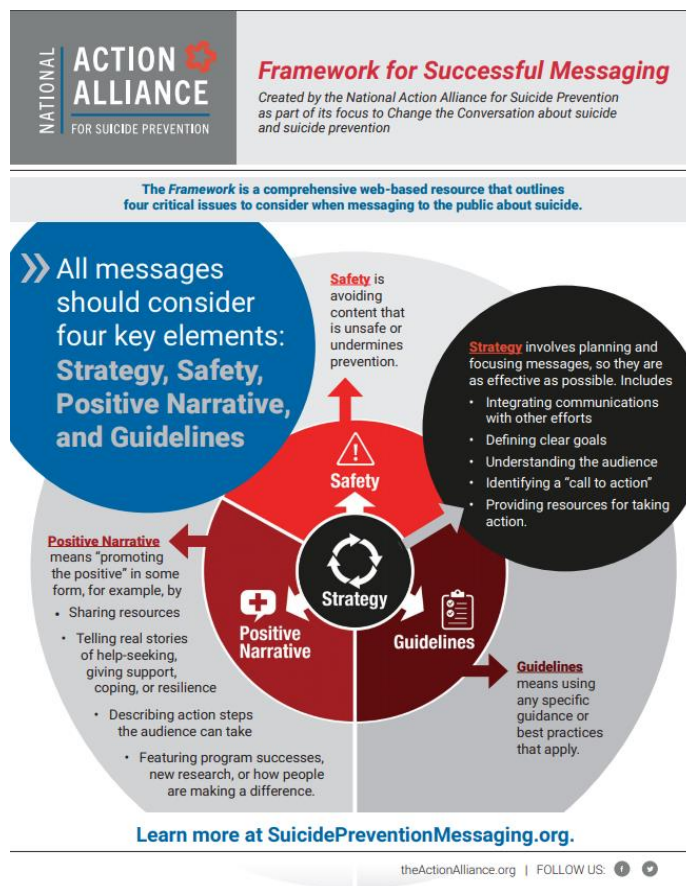 NATIONAL
ACTION
ALLIANCE
FOR SUICIDE PREVENTION
Framework for Successful Messaging
Created by the National Action Alliance for Suicide Prevention
as part of its focus to Change the Conversation about suicide
and suicide prevention
The Framework is a comprehensive web-based resource that outlines
four critical issues to consider when messaging to the public about suicide.
All messages
should consider
four key elements:
Strategy, Safety,
Positive Narrative,
and Guidelines
Safety is
avoiding
content that
is unsafe or
undermines
prevention.
Strategy involves planning and
focusing messages, so they are
as effective as possible. Includes
• Integrating communications
with other efforts
• Defining clear goals
• Understanding the audience
• Identifying a “call to action”
• Providing resources for taking
action.
Safety
Strategy
Positive
Narrative
Guidelines
Positive Narrative
means “promoting
the positive” in some
form, for example, by
• Sharing resources
• Telling real stories
of help-seeking,
giving support,
coping, or resilience
• Describing action steps
the audience can take
• Featuring program successes,
new research, or how people
are making a difference.
Guidelines
means using
any specific
guidance or
best practices
that apply.
Learn more at SuicidePreventionMessaging.org.
theActionAlliance.org | FOLLOW US: